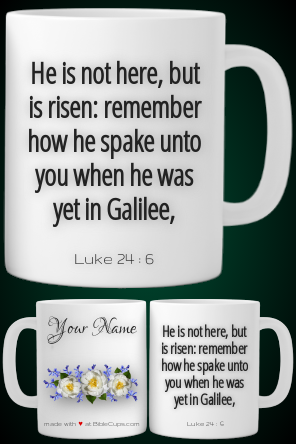 He is not here, but
is risen: remember
how he spake unto
you when he was
yet in Galilee,
Luke 24 : 6
Your Name
made with ♥ at BibleCups.com
He is not here, but
is risen: remember
how he spake unto
you when he was
yet in Galilee,
Luke 24 : 6